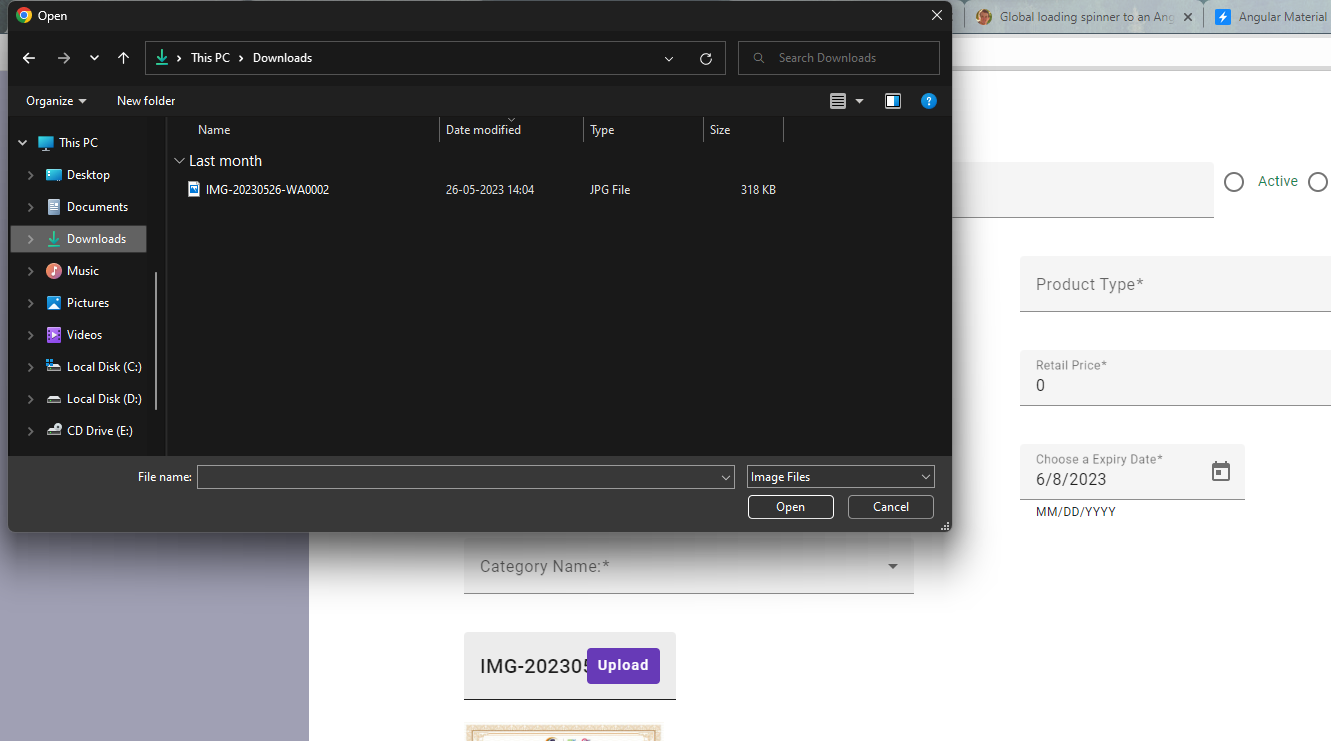 Open
Global loading spinner to an Ang
Angular Material
This PC
Downloads
Search Downloads
Organize
New folder
?
Name
Date modified
Type
Size
This PC
Desktop
Documents
Downloads
Music
Pictures
Videos
Local Disk (C:)
Local Disk (D:)
CD Drive (E:)
Last month
IMG-20230526-WA0002
26-05-2023 14:04
JPG File
318 KB
File name:
Image Files
Open
Cancel
Active
Product Type*
Retail Price*
0
Choose a Expiry Date*
6/8/2023
MM/DD/YYYY
Category Name:*
IMG-202305
Upload